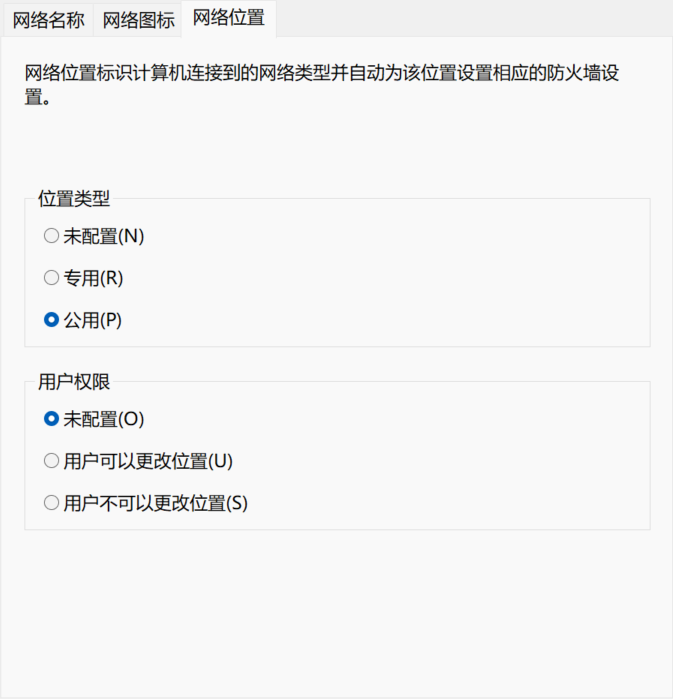 网络名称 网络图标 网络位置
网络位置标识计算机连接到的网络类型并自动为该位置设置相应的防火墙设
置。
位置类型
未配置(N)
专用(R)
公用(P)
用户权限
未配置(O)
用户可以更改位置(U)
用户不可以更改位置(S)